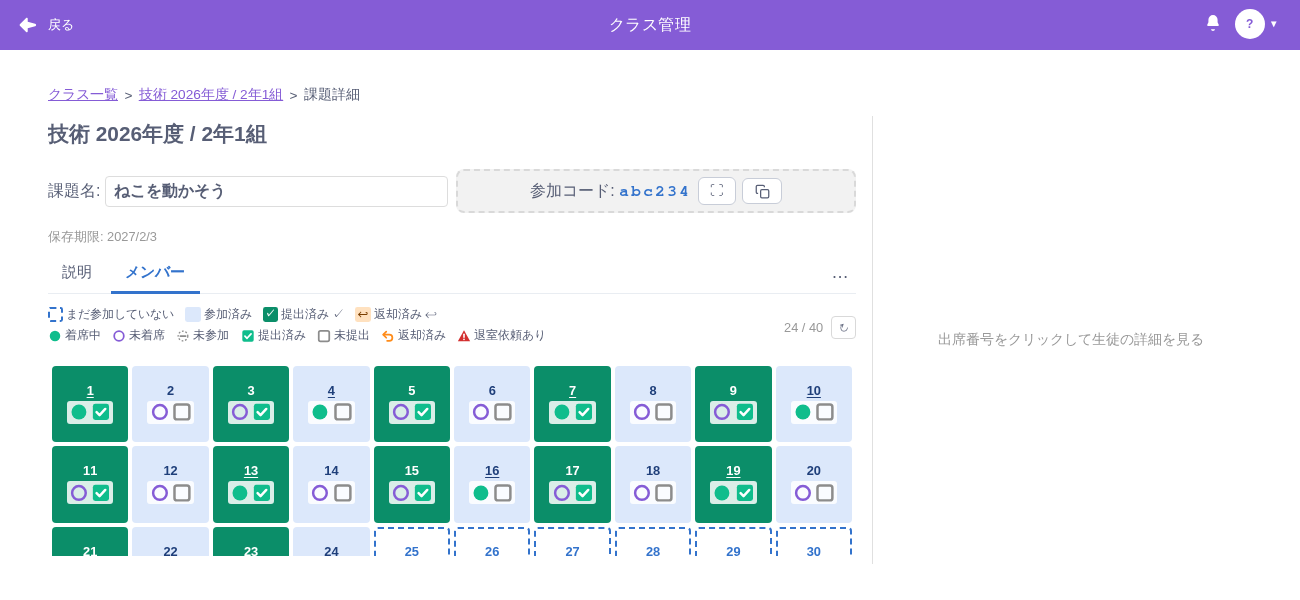 戻る
クラス管理
?
クラス一覧 > 技術 2026年度 / 2年1組 > 課題詳細
技術 2026年度 / 2年1組
課題名: ねこを動かそう
参加コード: abc234
保存期限: 2027/2/3
説明 メンバー
…
まだ参加していない 参加済み 提出済み ✓ 返却済み ↩
着席中 未着席 未参加 提出済み 未提出 返却済み 退室依頼あり
24 / 40
出席番号をクリックして生徒の詳細を見る
1 2 3 4 5 6 7 8 9 10
11 12 13 14 15 16 17 18 19 20
21 22 23 24 25 26 27 28 29 30